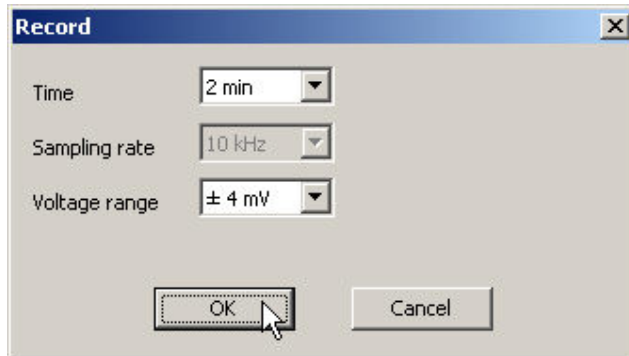 Record
Time 2 min
Sampling rate 10 kHz
Voltage range ± 4 mV
OK Cancel